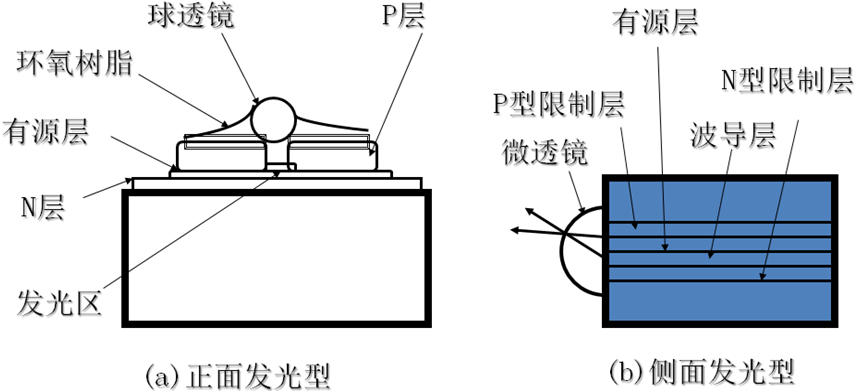 球透镜
P层
环氧树脂
有源层
N层
发光区
(a)正面发光型
有源层
N型限制层
P型限制层
波导层
微透镜
(b)侧面发光型